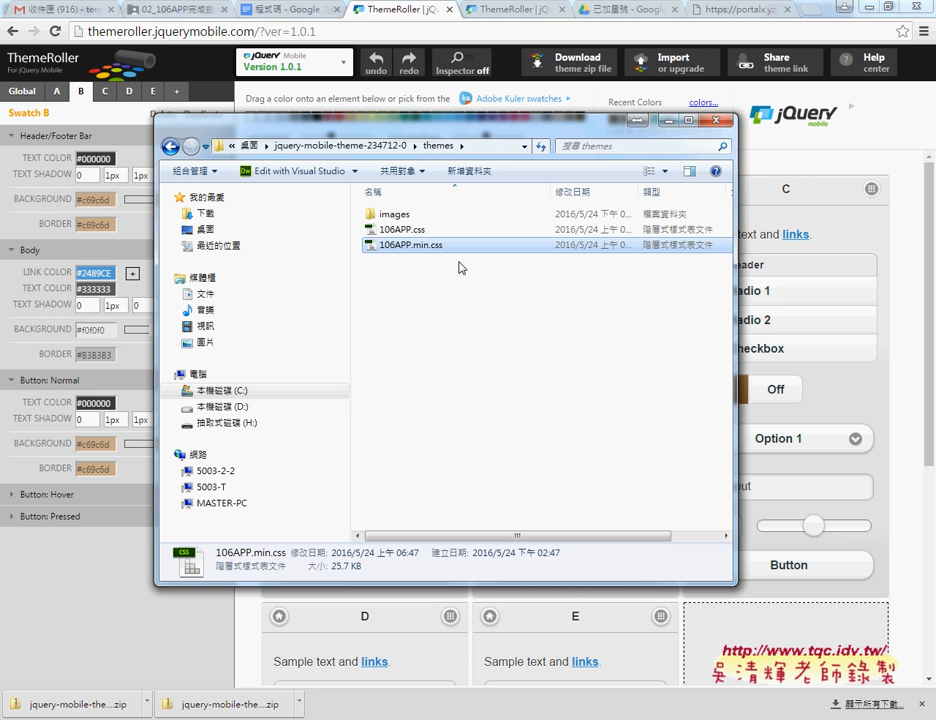 收件匣 (916) - tem
02_106APP完成曲
程式碼 - Google
ThemeRoller | jQ
ThemeRoller | jQ
已加星號 - Google
https://portalx.yz
themeroller.jquerymobile.com/?ver=1.0.1
ThemeRoller
For jQuery Mobile
jQuery Mobile
Version 1.0.1
undo
redo
Inspector off
Download
theme zip file
Import
or upgrade
Share
theme link
Help
center
Global
A
B
C
D
E
+
Drag a color onto an element below or pick from the
Adobe Kuler swatches
Recent Colors
colors...
jQuery
mobile
Swatch B
Header/Footer Bar
TEXT COLOR #000000
TEXT SHADOW 0 1px 1px
BACKGROUND #c69c6d
BORDER #c69c6d
Body
LINK COLOR #2489CE +
TEXT COLOR #333333
TEXT SHADOW 0 1px 0
BACKGROUND #f0f0f0
BORDER #B3B3B3
Button: Normal
TEXT COLOR #000000
TEXT SHADOW 0 1px 1px
BACKGROUND #c69c6d
BORDER #c69c6d
Button: Hover
Button: Pressed
桌面
jquery-mobile-theme-234712-0
themes
搜尋 themes
組合管理
Edit with Visual Studio
共用對象
新增資料夾
我的最愛
下載
桌面
最近的位置
媒體櫃
文件
音樂
視訊
圖片
電腦
本機磁碟 (C:)
本機磁碟 (D:)
抽取式磁碟 (H:)
網路
5003-2-2
5003-T
MASTER-PC
名稱
修改日期
類型
images 2016/5/24 下午 0... 檔案資料夾
106APP.css 2016/5/24 下午 0... 階層式樣式表文件
106APP.min.css 2016/5/24 下午 0... 階層式樣式表文件
CSS
106APP.min.css 修改日期: 2016/5/24 上午 06:47 建立日期: 2016/5/24 下午 02:47
階層式樣式表文件 大小: 25.7 KB
C
text and links.
eader
adio 1
adio 2
heckbox
Off
Option 1
out
Button
D
Sample text and links.
E
Sample text and links.
http://www.tqc.idv.tw/
吳清輝老師錄製
jquery-mobile-the....zip
jquery-mobile-the....zip
顯示所有下載...